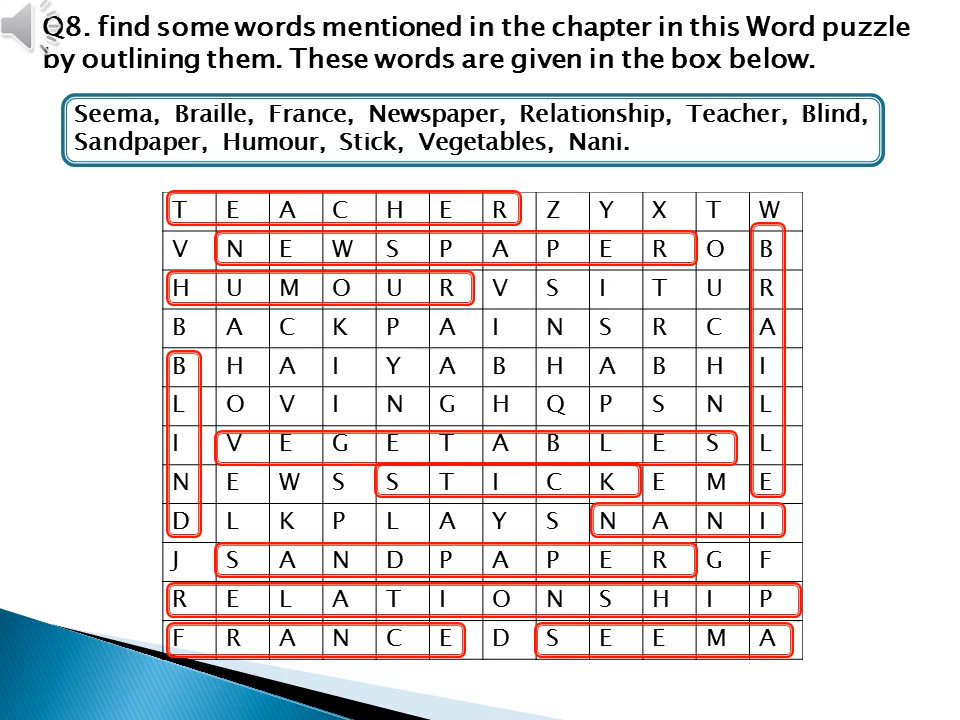 Q8. find some words mentioned in the chapter in this Word puzzle
by outlining them. These words are given in the box below.
Seema, Braille, France, Newspaper, Relationship, Teacher, Blind,
Sandpaper, Humour, Stick, Vegetables, Nani.
T E A C H E R Z Y X T W
V N E W S P A P E R O B
H U M O U R V S I T U R
B A C K P A I N S R C A
B H A I Y A B H A B H I
L O V I N G H Q P S N L
I V E G E T A B L E S L
N E W S S T I C K E M E
D L K P L A Y S N A N I
J S A N D P A P E R G F
R E L A T I O N S H I P
F R A N C E D S E E M A